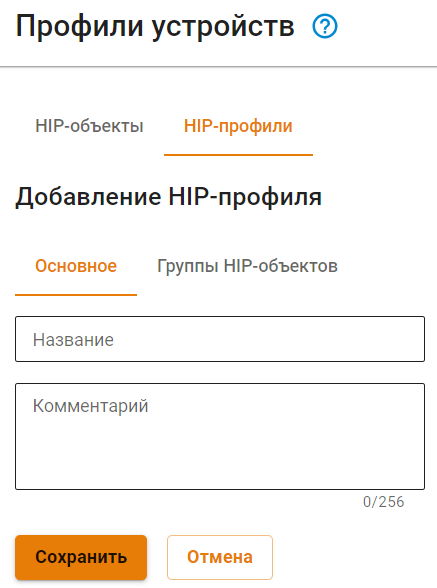 Профили устройств ?
HIP-объекты HIP-профили
Добавление HIP-профиля
Основное Группы HIP-объектов
Название
Комментарий
0/256
Сохранить Отмена